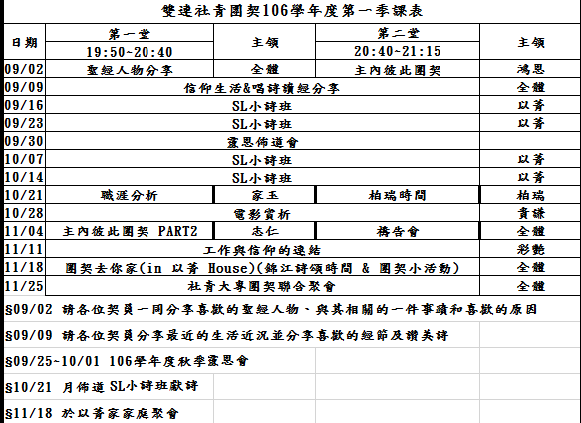 雙連社青團契106學年度第一季課表
日期 第一堂 主領 第二堂 主領
19:50~20:40 20:40~21:15
09/02 聖經人物分享 全體 主內彼此團契 鴻恩
09/09 信仰生活&唱詩讀經分享 全體
09/16 SL小詩班 以菁
09/23 SL小詩班 以菁
09/30 靈恩佈道會
10/07 SL小詩班 以菁
10/14 SL小詩班 以菁
10/21 職涯分析 家玉 柏瑞時間 柏瑞
10/28 電影賞析 貴謙
11/04 主內彼此團契 PART2 志仁 禱告會 全體
11/11 工作與信仰的連結 彩艷
11/18 團契去你家(in 以菁 House)(錦江詩頌時間 & 團契小活動) 全體
11/25 社青大專團契聯合聚會 全體
§09/02 請各位契員一同分享喜歡的聖經人物、與其相關的一件事蹟和喜歡的原因
§09/09 請各位契員分享最近的生活近況並分享喜歡的經節及讚美詩
§09/25~10/01 106學年度秋季靈恩會
§10/21 月佈道 SL小詩班獻詩
§11/18 於以菁家家庭聚會